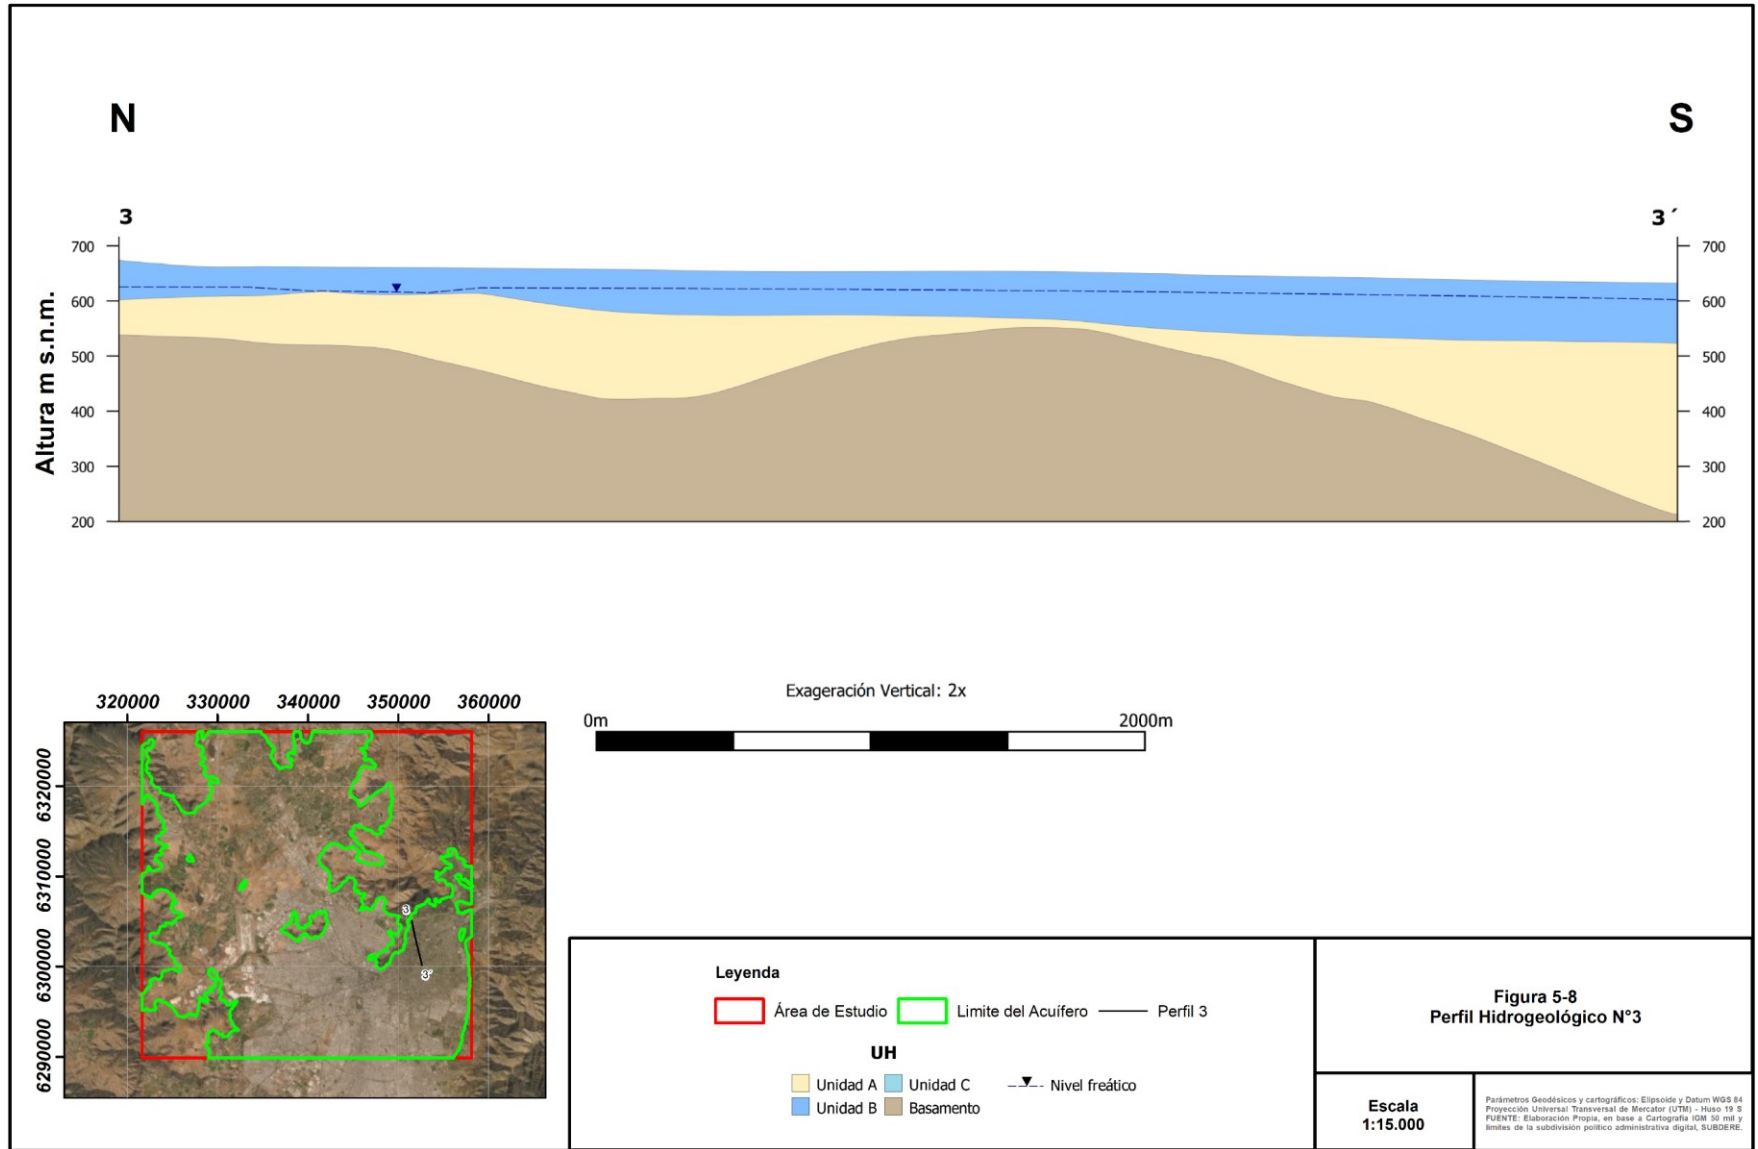 N
S
3
3´
700
600
500
400
300
200
Altura m s.n.m.
700
600
500
400
300
200
Exageración Vertical: 2x
0m
2000m
320000 330000 340000 350000 360000
6320000
6310000
6300000
6290000
3
3'
Leyenda
Área de Estudio
Limite del Acuífero
Perfil 3
UH
Unidad A
Unidad C
Nivel freático
Unidad B
Basamento
Figura 5-8
Perfil Hidrogeológico N°3
Escala
1:15.000
Parámetros Geodésicos y cartográficos: Elipsoide y Datum WGS 84
Proyección Universal Transversal de Mercator (UTM) - Huso 19 S
FUENTE: Elaboración Propia, en base a Cartografía IGM 50 mil y
limites de la subdivisión político administrativa digital, SUBDERE.